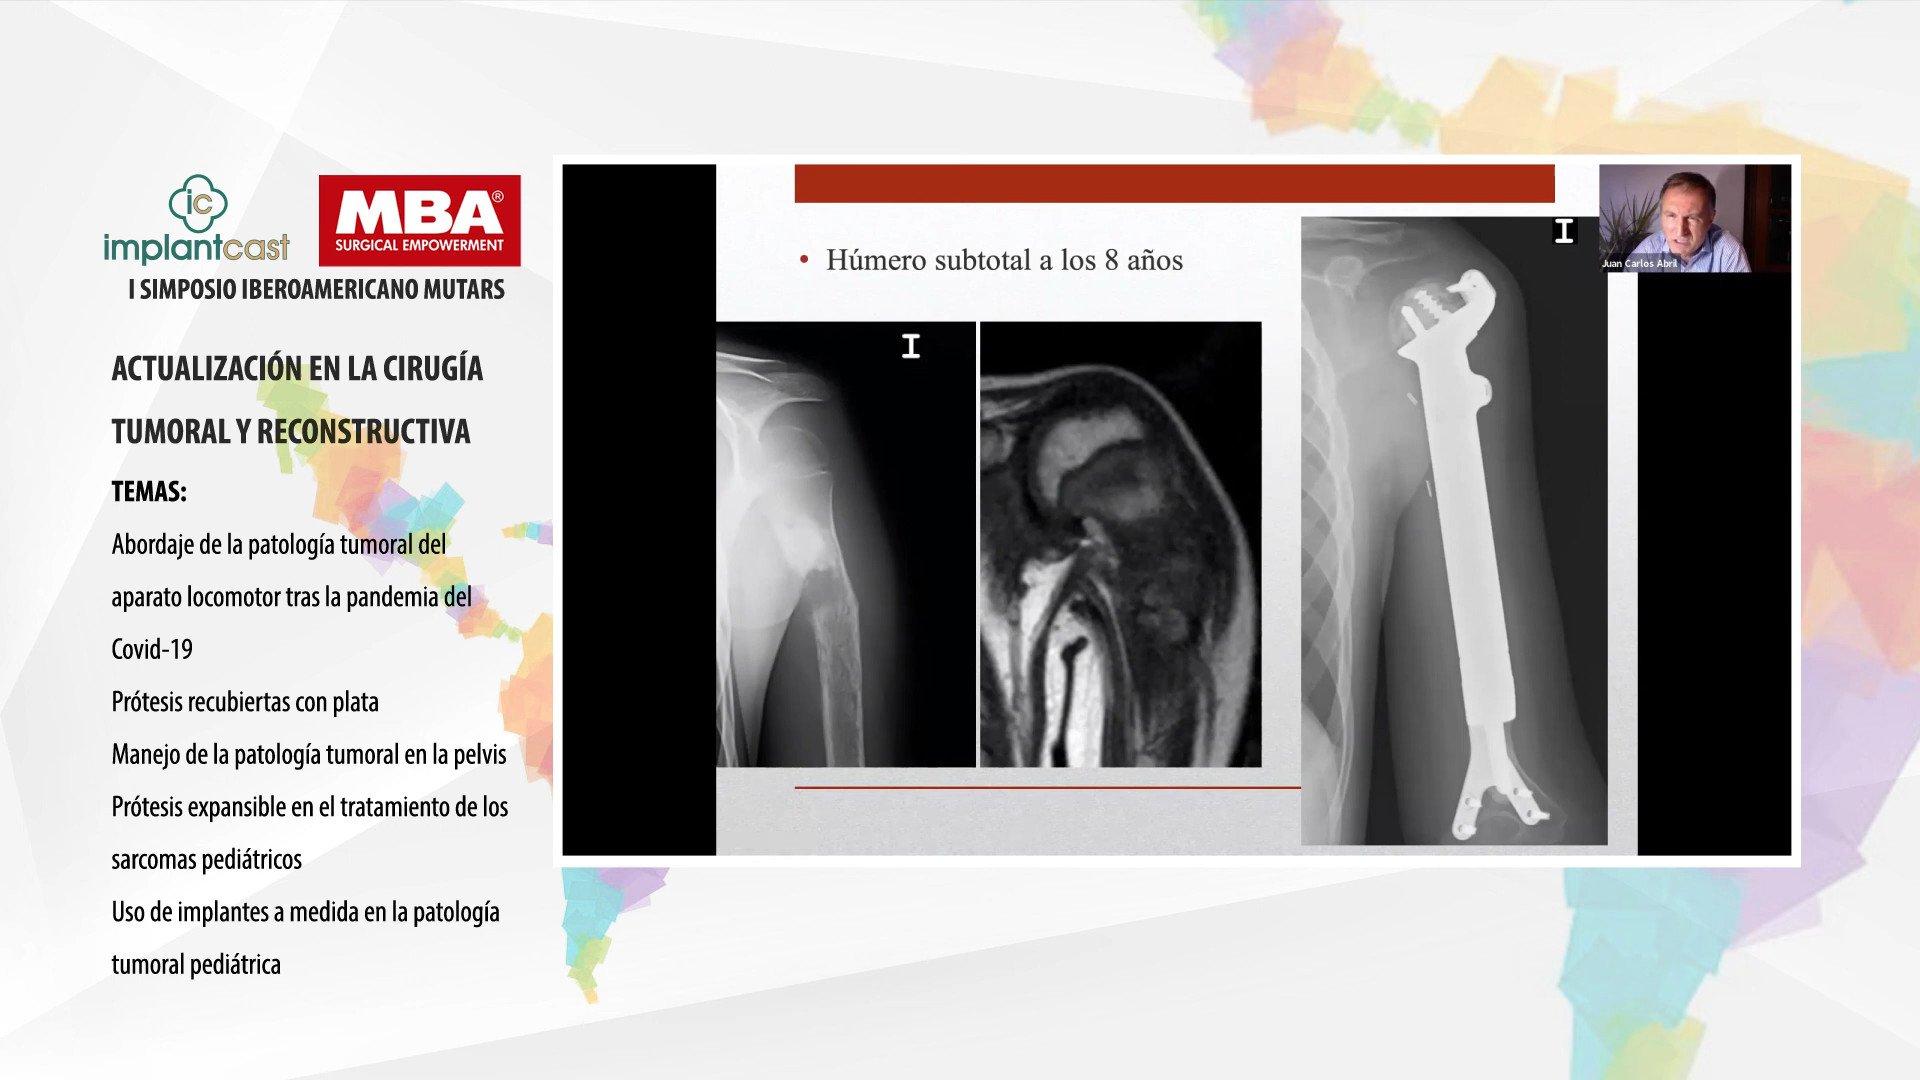 ic
implantcast
MBA®
SURGICAL EMPOWERMENT
I SIMPOSIO IBEROAMERICANO MUTARS
ACTUALIZACIÓN EN LA CIRUGÍA
TUMORAL Y RECONSTRUCTIVA
TEMAS:
Abordaje de la patología tumoral del
aparato locomotor tras la pandemia del
Covid-19
Prótesis recubiertas con plata
Manejo de la patología tumoral en la pelvis
Prótesis expansible en el tratamiento de los
sarcomas pediátricos
Uso de implantes a medida en la patología
tumoral pediátrica
• Húmero subtotal a los 8 años
I
I
Juan Carlos Abril